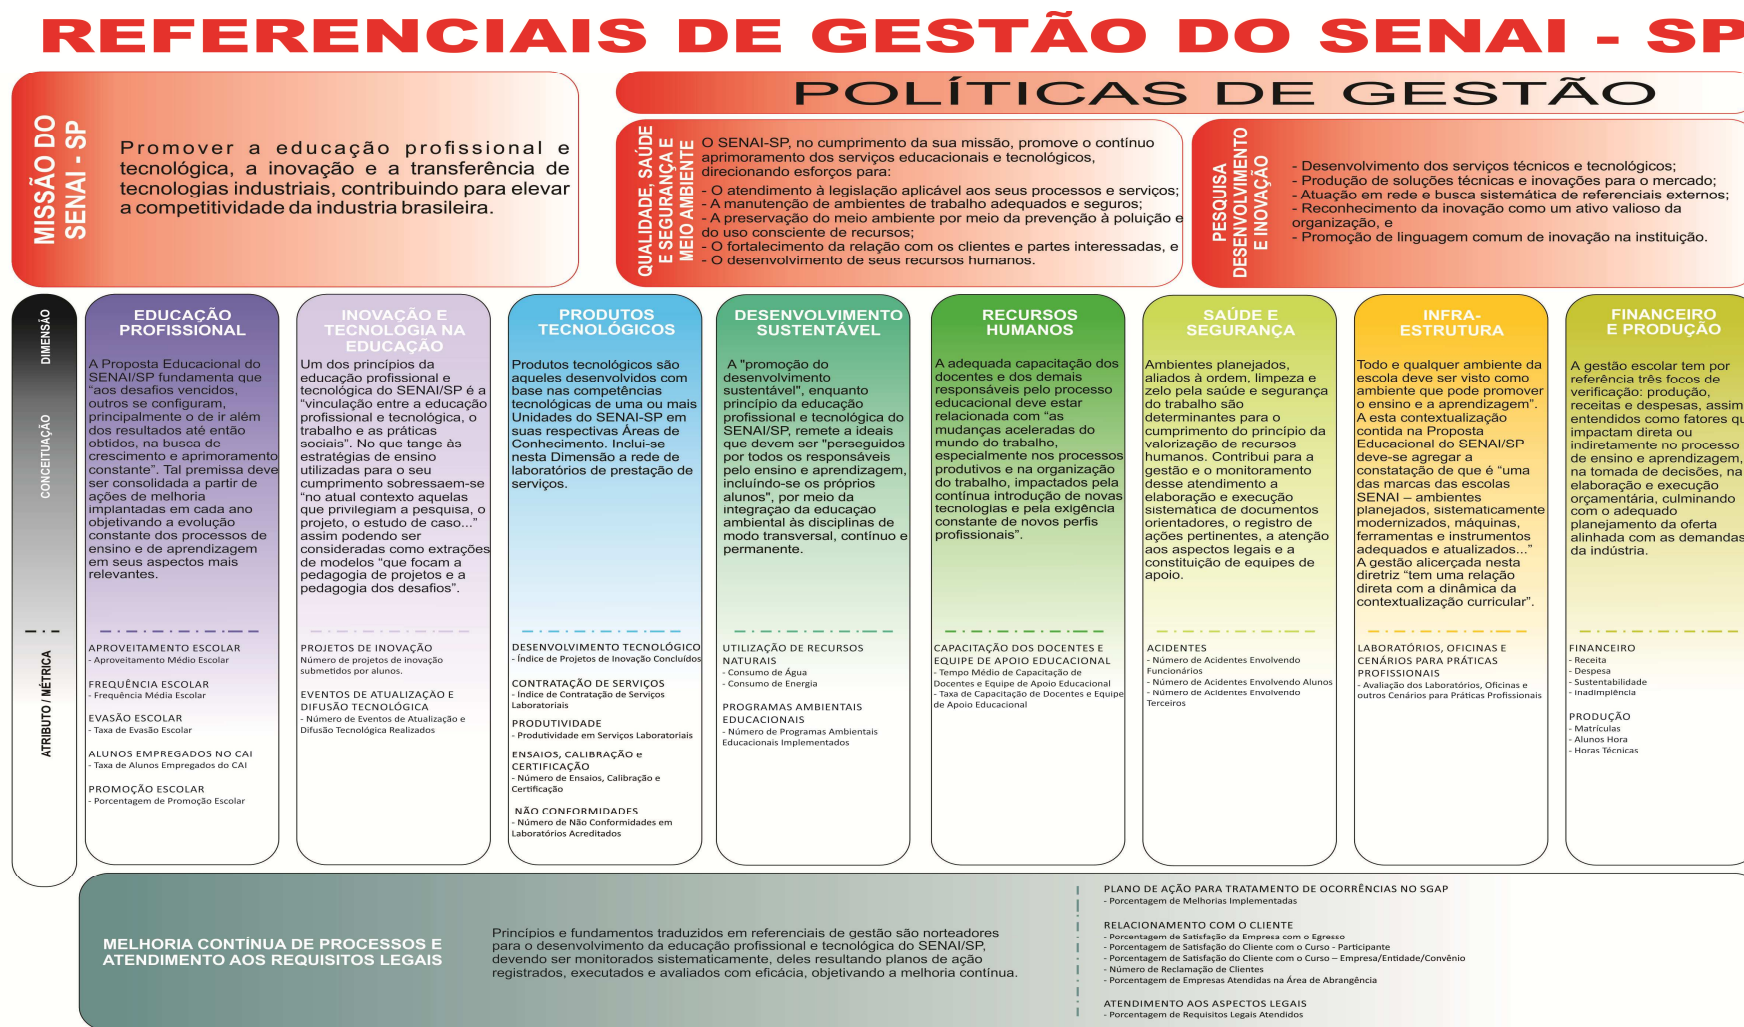 REFERENCIAIS DE GESTÃO DO SENAI - SP
MISSÃO DO
SENAI - SP
Promover a educação profissional e
tecnológica, a inovação e a transferência de
tecnologias industriais, contribuindo para elevar
a competitividade da industria brasileira.
POLÍTICAS DE GESTÃO
QUALIDADE, SAÚDE
E SEGURANÇA E
MEIO AMBIENTE
O SENAI-SP, no cumprimento da sua missão, promove o contínuo
aprimoramento dos serviços educacionais e tecnológicos,
direcionando esforços para:
- O atendimento à legislação aplicável aos seus processos e serviços;
- A manutenção de ambientes de trabalho adequados e seguros;
- A preservação do meio ambiente por meio da prevenção à poluição e
do uso consciente de recursos;
- O fortalecimento da relação com os clientes e partes interessadas, e
- O desenvolvimento de seus recursos humanos.
PESQUISA
DESENVOLVIMENTO
E INOVAÇÃO
- Desenvolvimento dos serviços técnicos e tecnológicos;
- Produção de soluções técnicas e inovações para o mercado;
- Atuação em rede e busca sistemática de referenciais externos;
- Reconhecimento da inovação como um ativo valioso da
organização, e
- Promoção de linguagem comum de inovação na instituição.
DIMENSÃO
CONCEITUAÇÃO
ATRIBUTO / MÉTRICA
EDUCAÇÃO
PROFISSIONAL
A Proposta Educacional do
SENAI/SP fundamenta que
“aos desafios vencidos,
outros se configuram,
principalmente o de ir além
dos resultados até então
obtidos, na busca de
crescimento e aprimoramento
constante”. Tal premissa deve
ser consolidada a partir de
ações de melhoria
implantadas em cada ano
objetivando a evolução
constante dos processos de
ensino e de aprendizagem
em seus aspectos mais
relevantes.
APROVEITAMENTO ESCOLAR
- Aproveitamento Médio Escolar
FREQUÊNCIA ESCOLAR
- Frequência Média Escolar
EVASÃO ESCOLAR
- Taxa de Evasão Escolar
ALUNOS EMPREGADOS NO CAI
- Taxa de Alunos Empregados do CAI
PROMOÇÃO ESCOLAR
- Porcentagem de Promoção Escolar
INOVAÇÃO E
TECNOLOGIA NA
EDUCAÇÃO
Um dos princípios da
educação profissional e
tecnológica do SENAI/SP é a
“vinculação entre a educação
profissional e tecnológica, o
trabalho e as práticas
sociais”. No que tange às
estratégias de ensino
utilizadas para o seu
cumprimento sobressaem-se
“no atual contexto aquelas
que privilegiam a pesquisa, o
projeto, o estudo de caso...”
assim podendo ser
consideradas como extrações
de modelos “que focam a
pedagogia de projetos e a
pedagogia dos desafios”.
PROJETOS DE INOVAÇÃO
Número de projetos de inovação
submetidos por alunos.
EVENTOS DE ATUALIZAÇÃO E
DIFUSÃO TECNOLÓGICA
- Número de Eventos de Atualização e
Difusão Tecnológica Realizados
PRODUTOS
TECNOLÓGICOS
Produtos tecnológicos são
aqueles desenvolvidos com
base nas competências
tecnológicas de uma ou mais
Unidades do SENAI-SP em
suas respectivas Áreas de
Conhecimento. Inclui-se
nesta Dimensão a rede de
laboratórios de prestação de
serviços.
DESENVOLVIMENTO TECNOLÓGICO
- Índice de Projetos de Inovação Concluídos
CONTRATAÇÃO DE SERVIÇOS
- Indice de Contratação de Serviços
Laboratoriais
PRODUTIVIDADE
- Produtividade em Serviços Laboratoriais
ENSAIOS, CALIBRAÇÃO e
CERTIFICAÇÃO
- Número de Ensaios, Calibração e
Certificação
NÃO CONFORMIDADES
- Número de Não Conformidades em
Laboratórios Acreditados
DESENVOLVIMENTO
SUSTENTÁVEL
A "promoção do
desenvolvimento
sustentável", enquanto
princípio da educação
profissional e tecnológica do
SENAI/SP, remete a ideais
que devem ser "perseguidos
por todos os responsáveis
pelo ensino e aprendizagem,
incluíndo-se os próprios
alunos", por meio da
integração da educação
ambiental às disciplinas de
modo transversal, contínuo e
permanente.
UTILIZAÇÃO DE RECURSOS
NATURAIS
- Consumo de Água
- Consumo de Energia
PROGRAMAS AMBIENTAIS
EDUCACIONAIS
- Número de Programas Ambientais
Educacionais Implementados
RECURSOS
HUMANOS
A adequada capacitação dos
docentes e dos demais
responsáveis pelo processo
educacional deve estar
relacionada com “as
mudanças aceleradas do
mundo do trabalho,
especialmente nos processos
produtivos e na organização
do trabalho, impactados pela
contínua introdução de novas
tecnologias e pela exigência
constante de novos perfis
profissionais”.
CAPACITAÇÃO DOS DOCENTES E
EQUIPE DE APOIO EDUCACIONAL
- Tempo Médio de Capacitação de
Docentes e Equipe de Apoio Educacional
- Taxa de Capacitação de Docentes e Equipe
de Apoio Educacional
SAÚDE E
SEGURANÇA
Ambientes planejados,
aliados à ordem, limpeza e
zelo pela saúde e segurança
do trabalho são
determinantes para o
cumprimento do princípio da
valorização de recursos
humanos. Contribui para a
gestão e o monitoramento
desse atendimento a
elaboração e execução
sistemática de documentos
orientadores, o registro de
ações pertinentes, a atenção
aos aspectos legais e a
constituição de equipes de
apoio.
ACIDENTES
- Número de Acidentes Envolvendo
Funcionários
- Número de Acidentes Envolvendo Alunos
- Número de Acidentes Envolvendo
Terceiros
INFRA-
ESTRUTURA
Todo e qualquer ambiente da
escola deve ser visto como
ambiente que pode promover
o ensino e a aprendizagem”.
A esta contextualização
contida na Proposta
Educacional do SENAI/SP
deve-se agregar a
constatação de que é “uma
das marcas das escolas
SENAI – ambientes
planejados, sistematicamente
modernizados, máquinas,
ferramentas e instrumentos
adequados e atualizados...”
A gestão alicerçada nesta
diretriz “tem uma relação
direta com a dinâmica da
contextualização curricular”.
LABORATÓRIOS, OFICINAS E
CENÁRIOS PARA PRÁTICAS
PROFISSIONAIS
- Avaliação dos Laboratórios, Oficinas e
outros Cenários para Práticas Profissionais
FINANCEIRO
E PRODUÇÃO
A gestão escolar tem por
referência três focos de
verificação: produção,
receitas e despesas, assim
entendidos como fatores qu
impactam direta ou
indiretamente no processo
de ensino e aprendizagem,
na tomada de decisões, na
elaboração e execução
orçamentária, culminando
com o adequado
planejamento da oferta
alinhada com as demandas
da indústria.
FINANCEIRO
- Receita
- Despesa
- Sustentabilidade
- Inadimplência
PRODUÇÃO
- Matrículas
- Alunos Hora
- Horas Técnicas
MELHORIA CONTÍNUA DE PROCESSOS E
ATENDIMENTO AOS REQUISITOS LEGAIS
Princípios e fundamentos traduzidos em referenciais de gestão são norteadores
para o desenvolvimento da educação profissional e tecnológica do SENAI/SP,
devendo ser monitorados sistematicamente, deles resultando planos de ação
registrados, executados e avaliados com eficácia, objetivando a melhoria contínua.
PLANO DE AÇÃO PARA TRATAMENTO DE OCORRÊNCIAS NO SGAP
- Porcentagem de Melhorias Implementadas
RELACIONAMENTO COM O CLIENTE
- Porcentagem de Satisfação da Empresa com o Egresso
- Porcentagem de Satisfação do Cliente com o Curso - Participante
- Porcentagem de Satisfação do Cliente com o Curso – Empresa/Entidade/Convênio
- Número de Reclamação de Clientes
- Porcentagem de Empresas Atendidas na Área de Abrangência
ATENDIMENTO AOS ASPECTOS LEGAIS
- Porcentagem de Requisitos Legais Atendidos